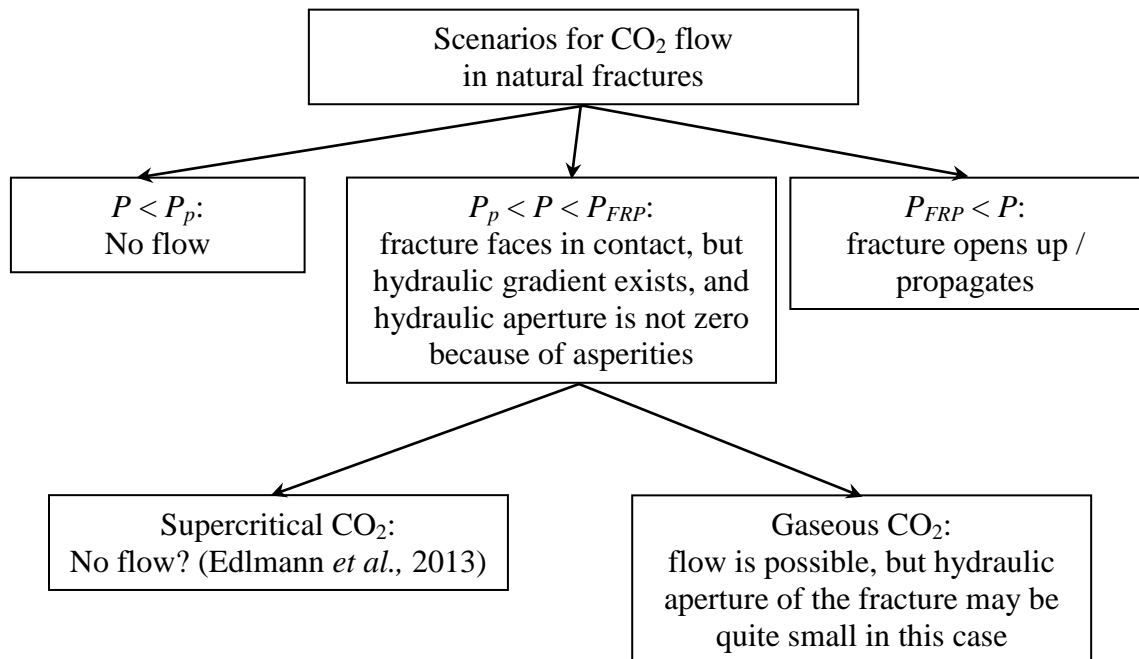 Scenarios for CO₂ flow
in natural fractures
P < Pₚ:
No flow
Pₚ < P < P_FRP:
fracture faces in contact, but
hydraulic gradient exists, and
hydraulic aperture is not zero
because of asperities
P_FRP < P:
fracture opens up /
propagates
Supercritical CO₂:
No flow? (Edlmann et al., 2013)
Gaseous CO₂:
flow is possible, but hydraulic
aperture of the fracture may be
quite small in this case